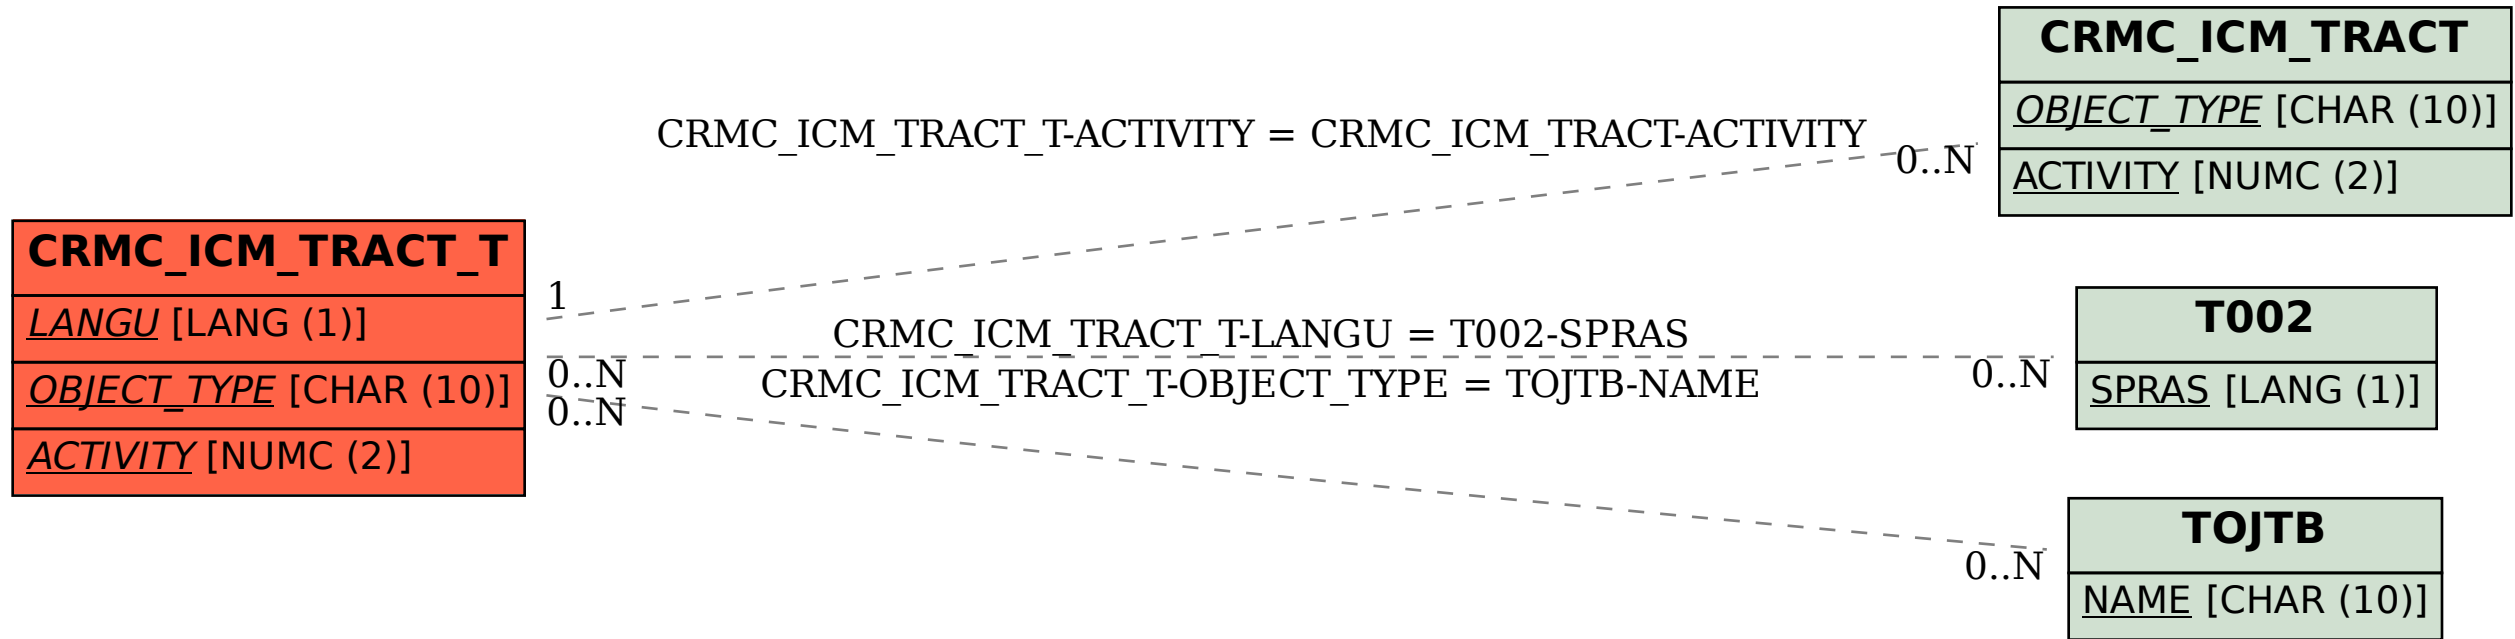 CRMC_ICM_TRACT
OBJECT_TYPE [CHAR (10)]
ACTIVITY [NUMC (2)]
CRMC_ICM_TRACT_T-ACTIVITY = CRMC_ICM_TRACT-ACTIVITY
0..N
CRMC_ICM_TRACT_T
LANGU [LANG (1)]
OBJECT_TYPE [CHAR (10)]
ACTIVITY [NUMC (2)]
1
CRMC_ICM_TRACT_T-LANGU = T002-SPRAS
0..N
0..N
CRMC_ICM_TRACT_T-OBJECT_TYPE = TOJTB-NAME
0..N
0..N
T002
SPRAS [LANG (1)]
TOJTB
NAME [CHAR (10)]